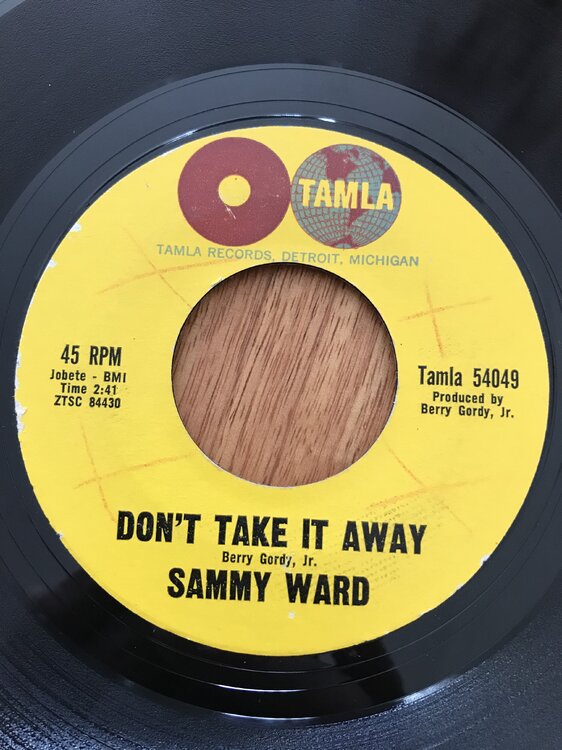 TAMLA
TAMLA RECORDS, DETROIT, MICHIGAN
45 RPM
Jobete - BMI
Time 2:41
ZTSC 84430
Tamla 54049
Produced by
Berry Gordy, Jr.
DON'T TAKE IT AWAY
Berry Gordy, Jr.
SAMMY WARD